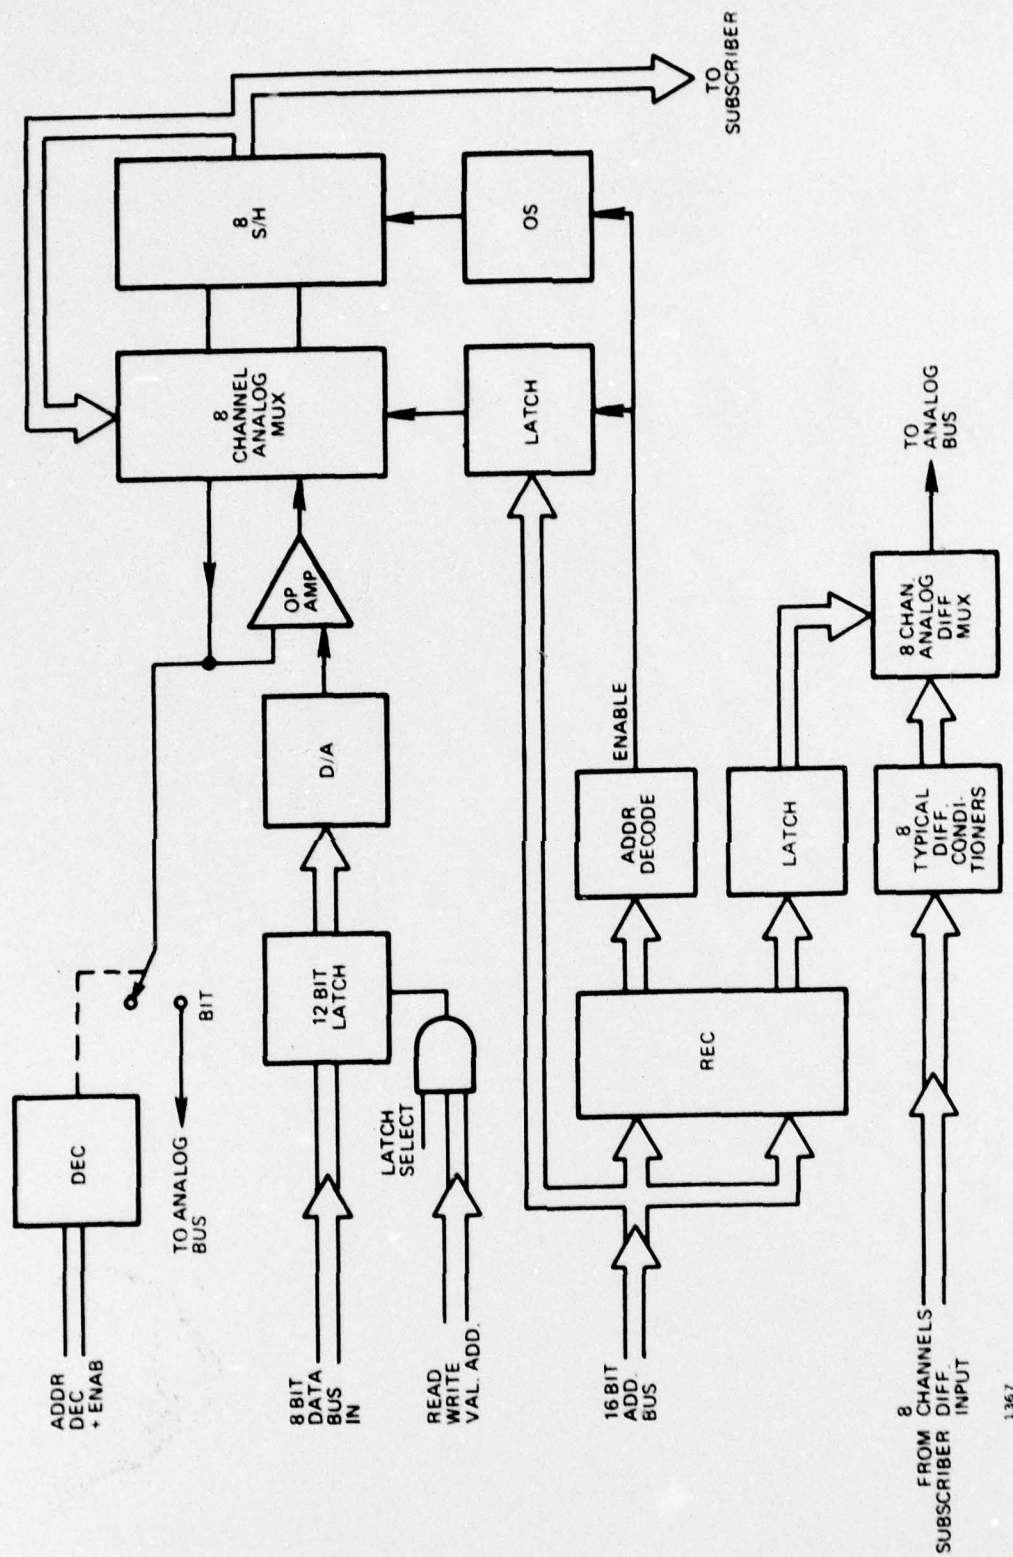 ADDR
DEC
+ ENAB
DEC
TO ANALOG
BUS
BIT
8 BIT
DATA
BUS
IN
12 BIT
LATCH
D/A
OP
AMP
8
CHANNEL
ANALOG
MUX
8
S/H
TO
SUBSCRIBER
READ
WRITE
VAL. ADD.
LATCH
SELECT
LATCH
OS
16 BIT
ADD.
BUS
REC
ADDR
DECODE
ENABLE
LATCH
8 CHAN.
ANALOG
DIFF
MUX
TO
ANALOG
BUS
8
TYPICAL
DIFF.
CONDI-
TIONERS
8
FROM CHANNELS
SUBSCRIBER DIFF.
INPUT
1367